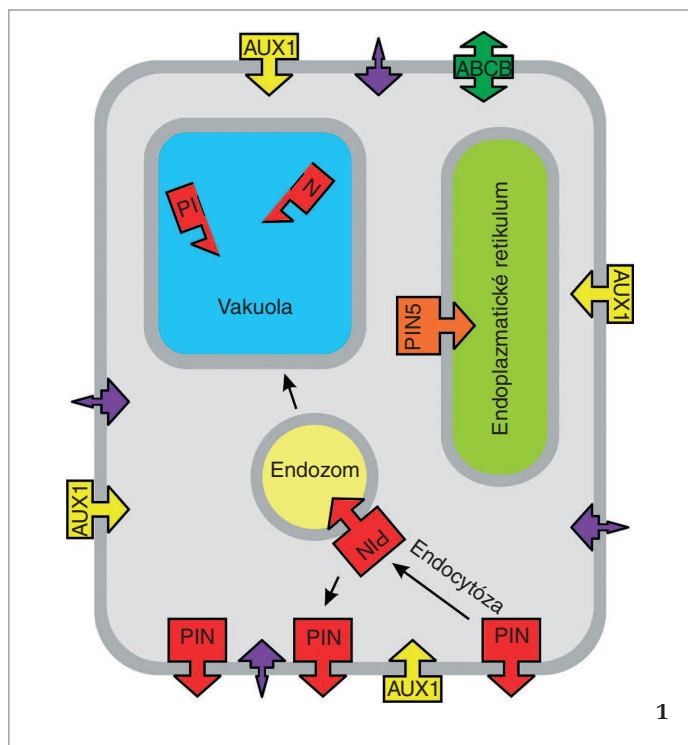 AUX1
ABCB
PI
N
Vakuola
Endoplazmatické retikulum
AUX1
PIN5
Endozom
AUX1
PIN
Endocytóza
PIN
PIN
PIN
AUX1
1